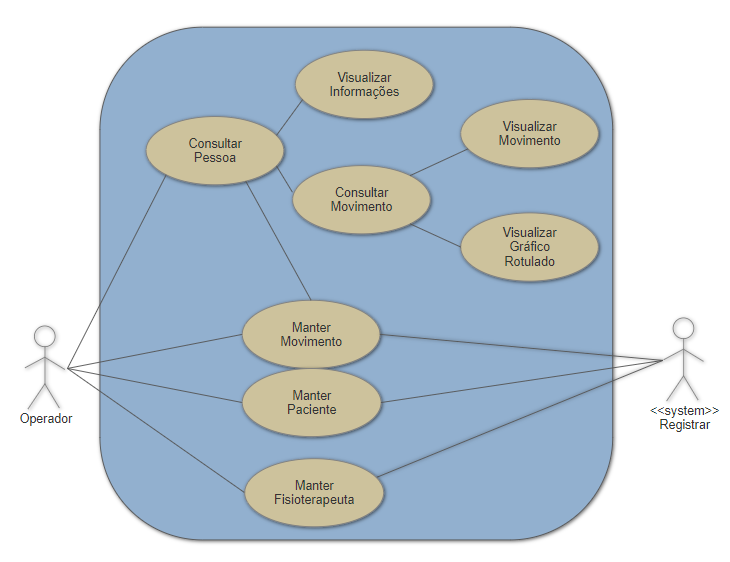 Visualizar
Informações
Visualizar
Movimento
Consultar
Pessoa
Consultar
Movimento
Visualizar
Gráfico
Rotulado
Manter
Movimento
Manter
Paciente
Operador
<<system>>
Registrar
Manter
Fisioterapeuta